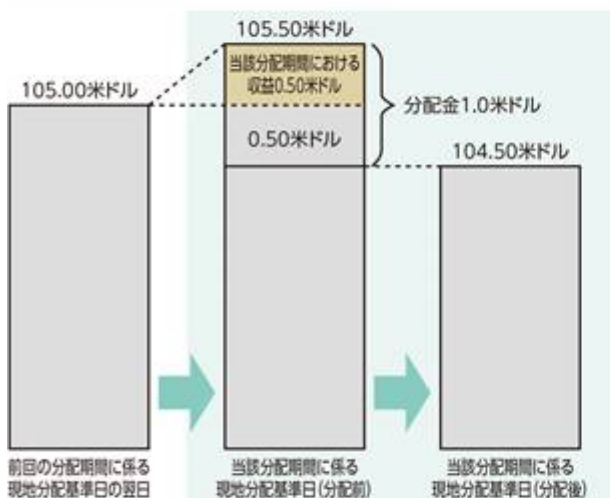 105.50米ドル
当該分配期間における
収益0.50米ドル
105.00米ドル
分配金1.0米ドル
0.50米ドル
104.50米ドル
前回の分配期間に係る
現地分配基準日の翌日
当該分配期間に係る
現地分配基準日(分配前)
当該分配期間に係る
現地分配基準日(分配後)